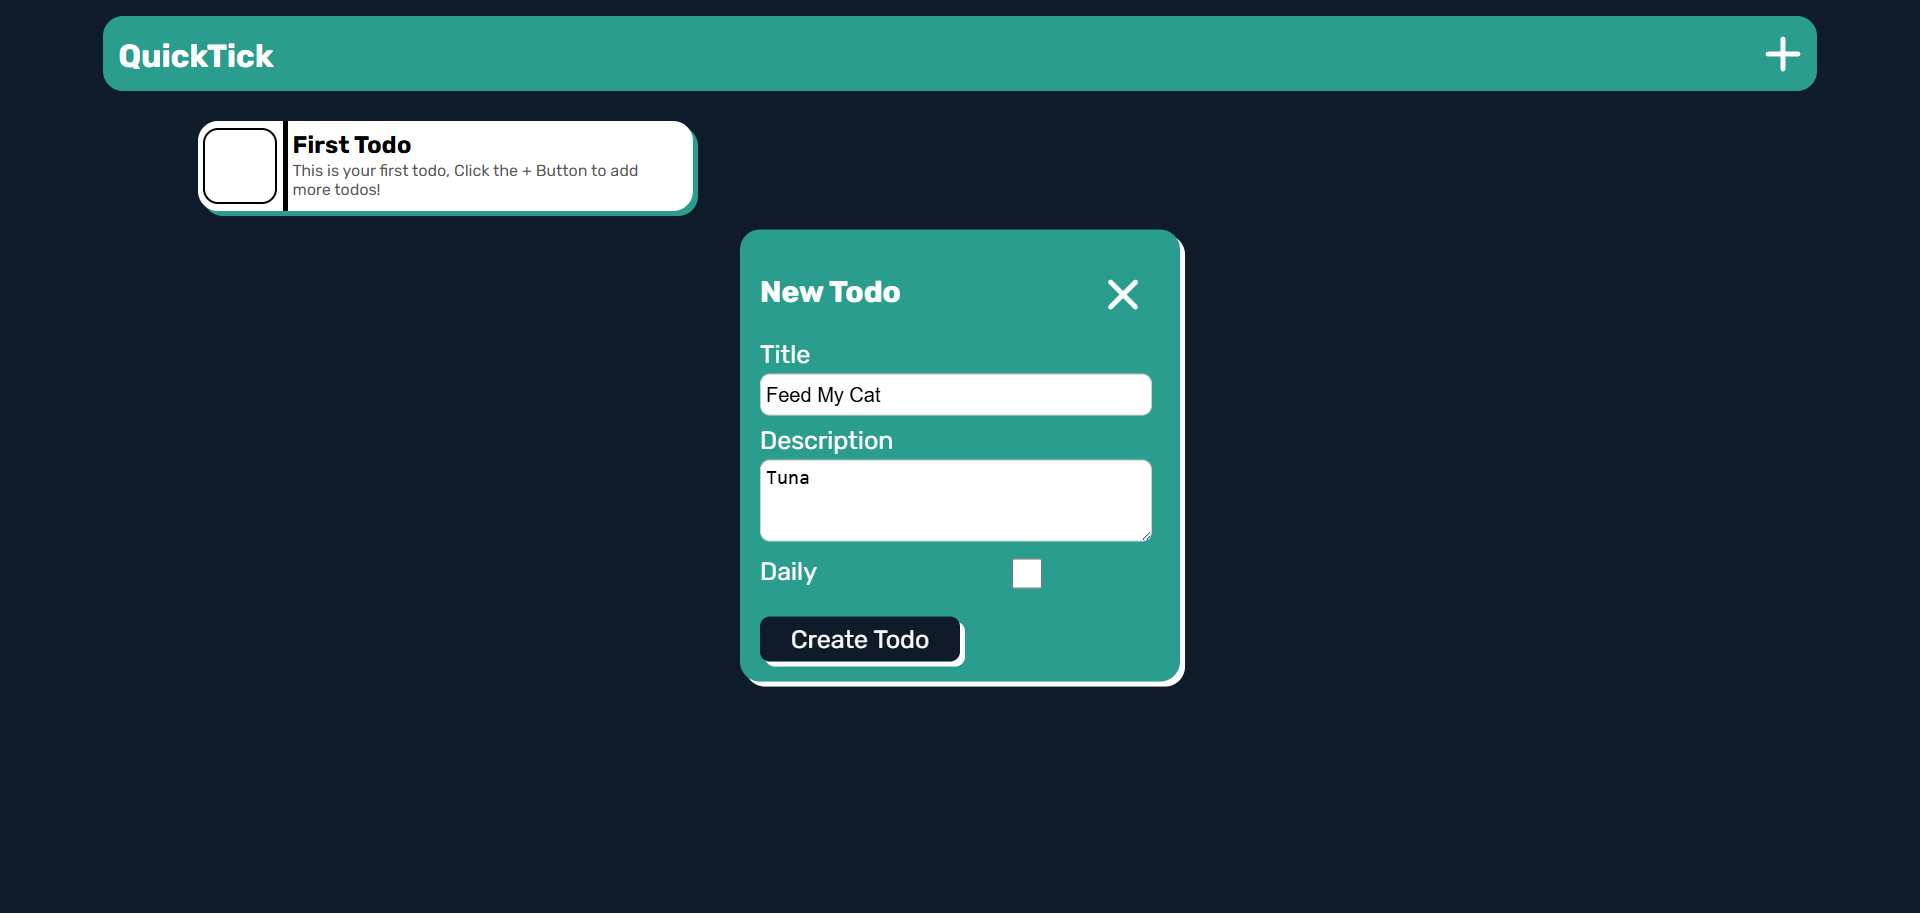 QuickTick
First Todo
This is your first todo, Click the + Button to add
more todos!
New Todo
Title
Feed My Cat
Description
Tuna
Daily
Create Todo